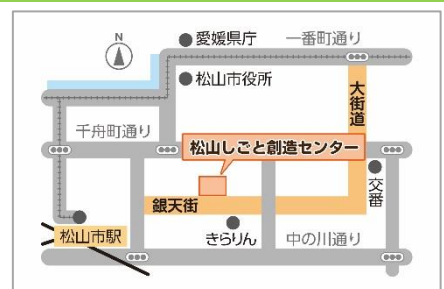 N
愛媛県庁
一番町通り
松山市役所
大街道
千舟町通り
松山しごと創造センター
交番
銀天街
松山市駅
きらりん
中の川通り